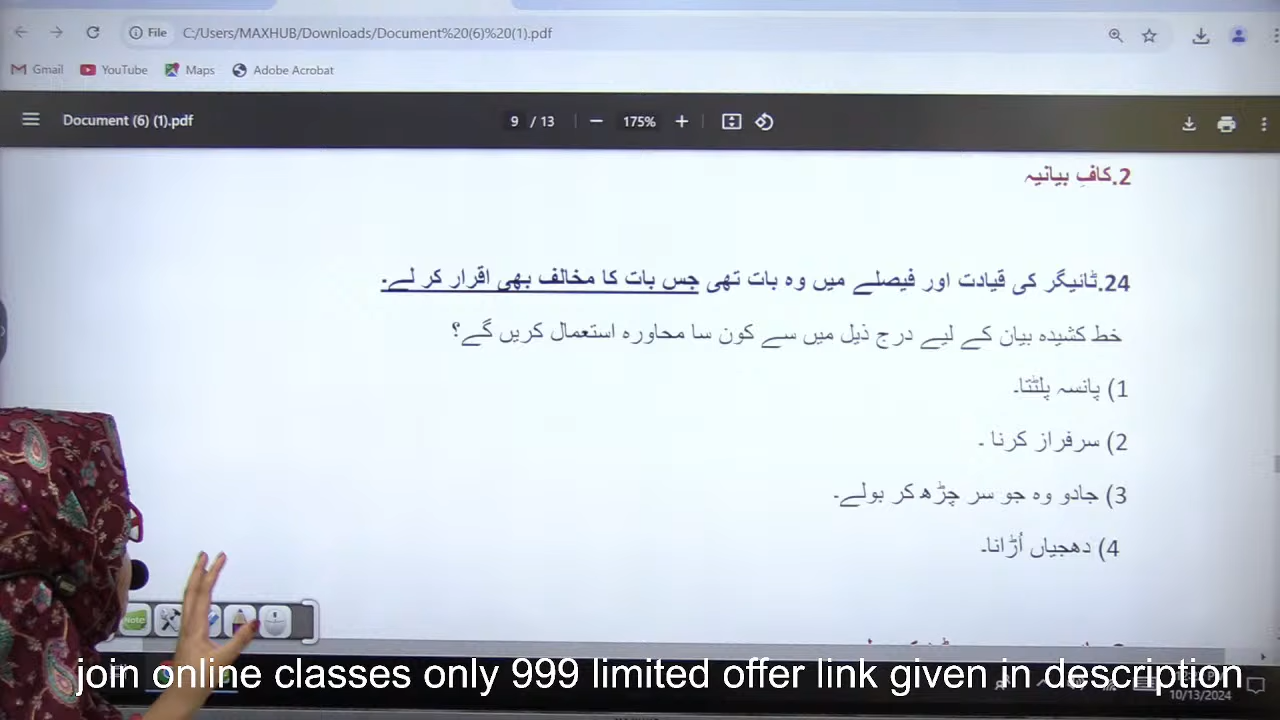 File C:/Users/MAXHUB/Downloads/Document%20(6)%20(1).pdf
Gmail YouTube Maps Adobe Acrobat
Document (6) (1).pdf 9 / 13 175%
2.کافِ بیانیہ
24.ٹائیگر کی قیادت اور فیصلے میں وہ بات تھی جس بات کا مخالف بھی اقرار کر لے۔
خط کشیدہ بیان کے لیے درج ذیل میں سے کون سا محاورہ استعمال کریں گے؟
1) پانسہ پلٹتا۔
2) سرفراز کرنا ۔
3) جادو وہ جو سر چڑھ کر بولے۔
4) دھجیاں اُڑانا۔
Note
join online classes only 999 limited offer link given in description
10/13/2024